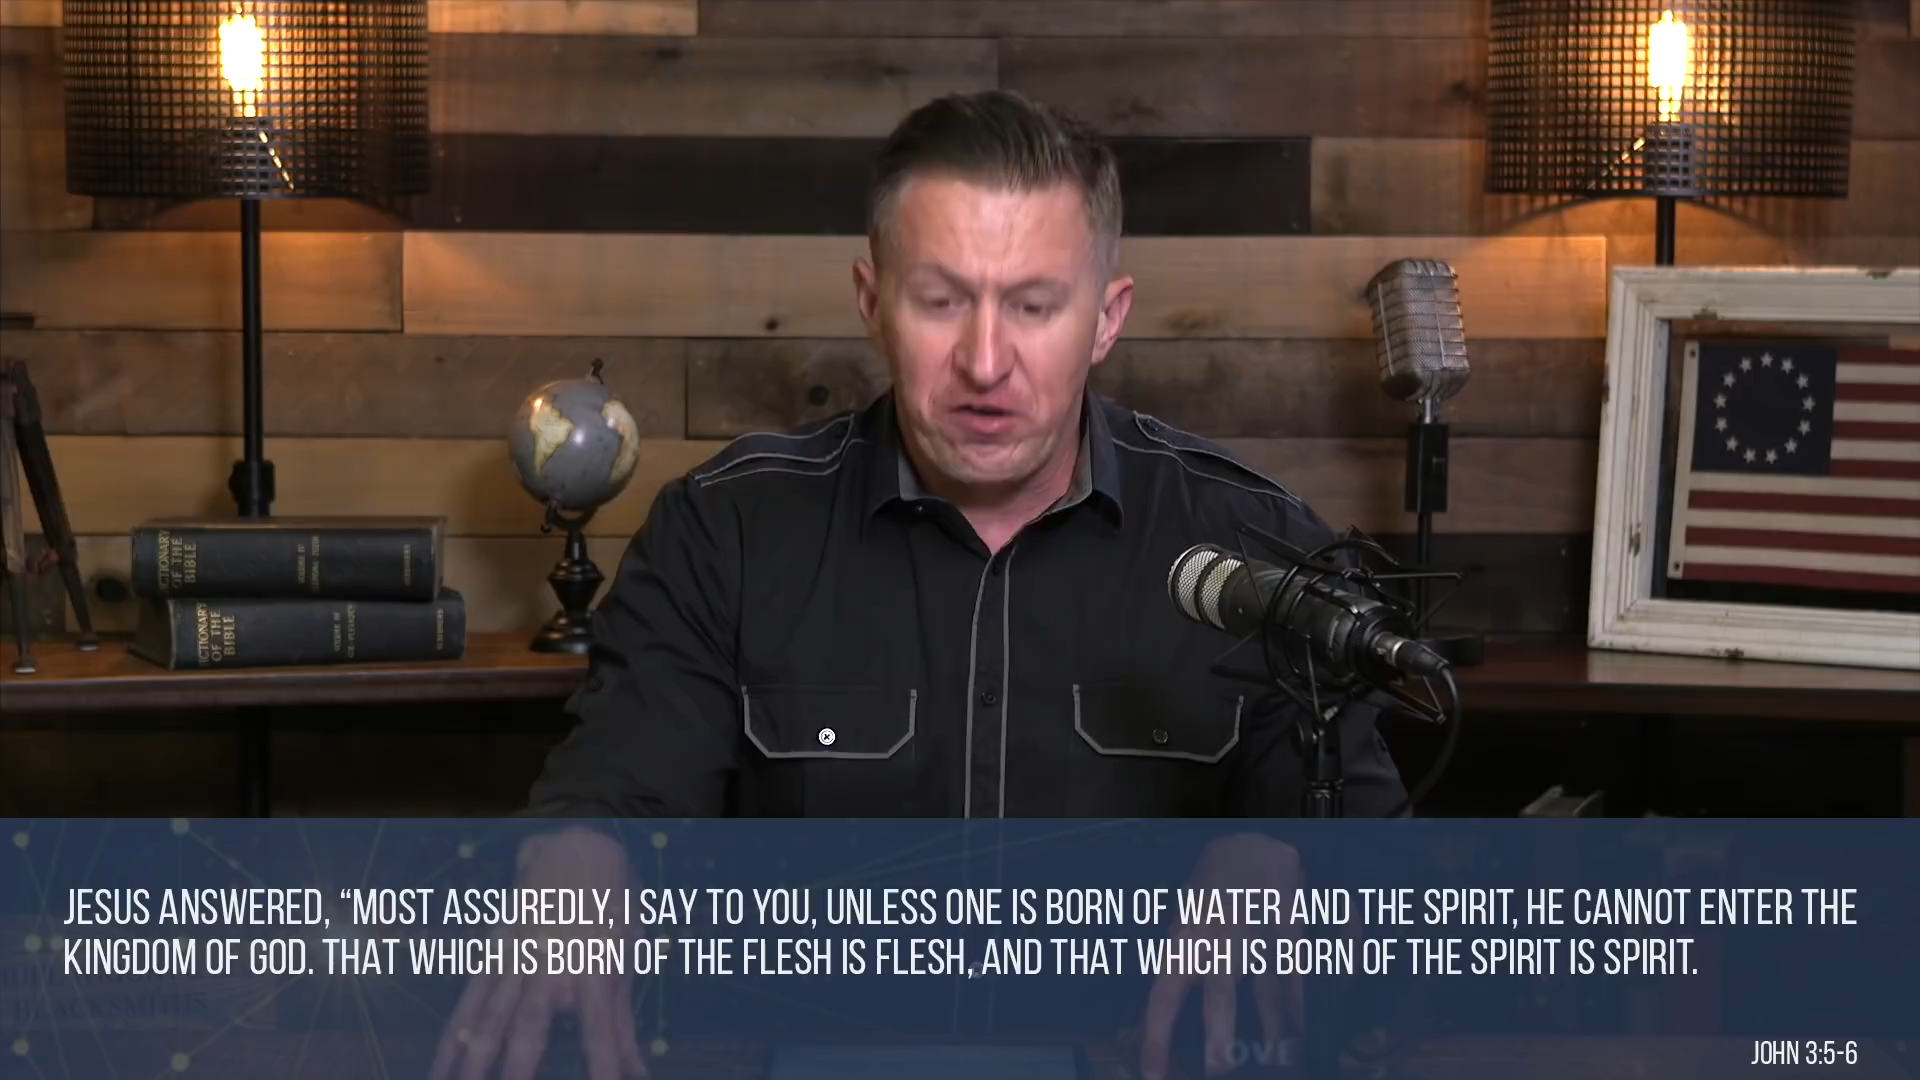 DICTIONARY
OF THE
BIBLE
DICTIONARY
OF THE
BIBLE
JESUS ANSWERED, “MOST ASSUREDLY, I SAY TO YOU, UNLESS ONE IS BORN OF WATER AND THE SPIRIT, HE CANNOT ENTER THE
KINGDOM OF GOD. THAT WHICH IS BORN OF THE FLESH IS FLESH, AND THAT WHICH IS BORN OF THE SPIRIT IS SPIRIT.
BLACKSMITHS
LOVE
JOHN 3:5-6